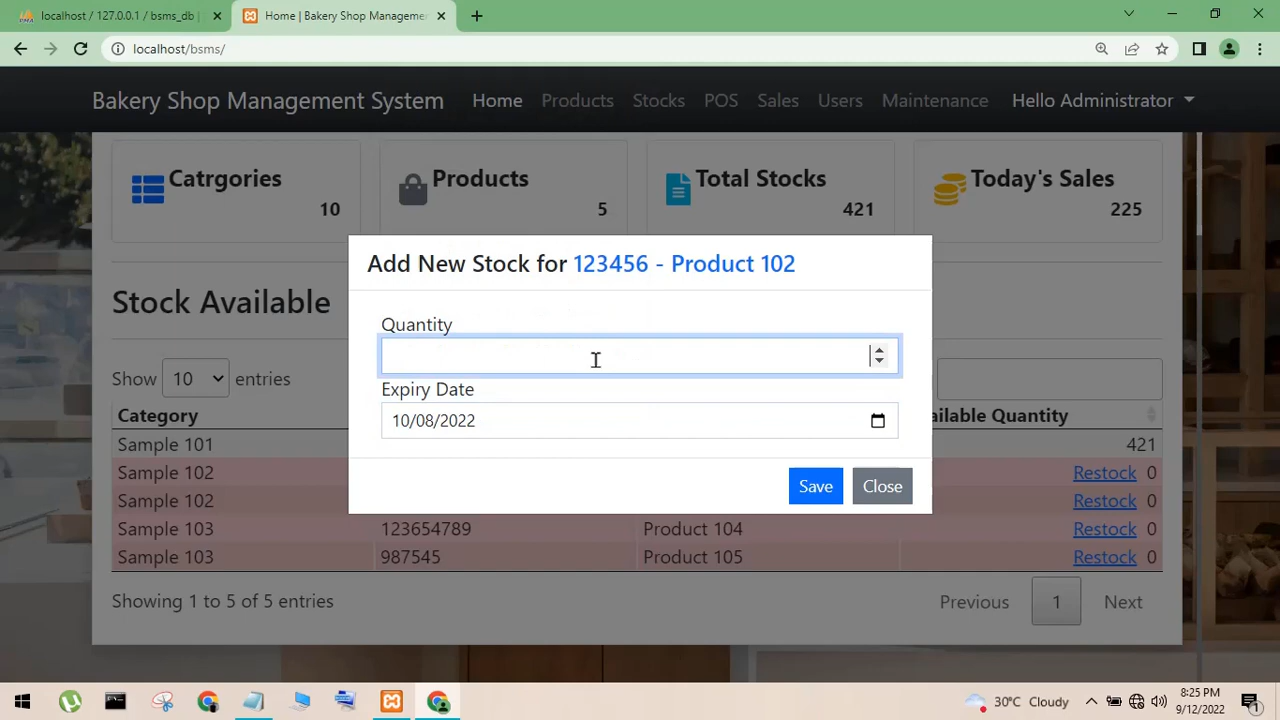 localhost / 127.0.0.1 / bsms_db |
Home | Bakery Shop Managemen
localhost/bsms/
Bakery Shop Management System Home Products Stocks POS Sales Users Maintenance Hello Administrator
Catrgories
10
Products
5
Total Stocks
421
Today's Sales
225
Add New Stock for 123456 - Product 102
Quantity
Expiry Date
10/08/2022
Save Close
Stock Available
Show 10 entries
Category Quantity
Sample 101 421
Sample 102 Restock 0
Sample 102 Restock 0
Sample 103 123654789 Product 104 Restock 0
Sample 103 987545 Product 105 Restock 0
Showing 1 to 5 of 5 entries Previous 1 Next
30°C Cloudy
8:25 PM
9/12/2022
1